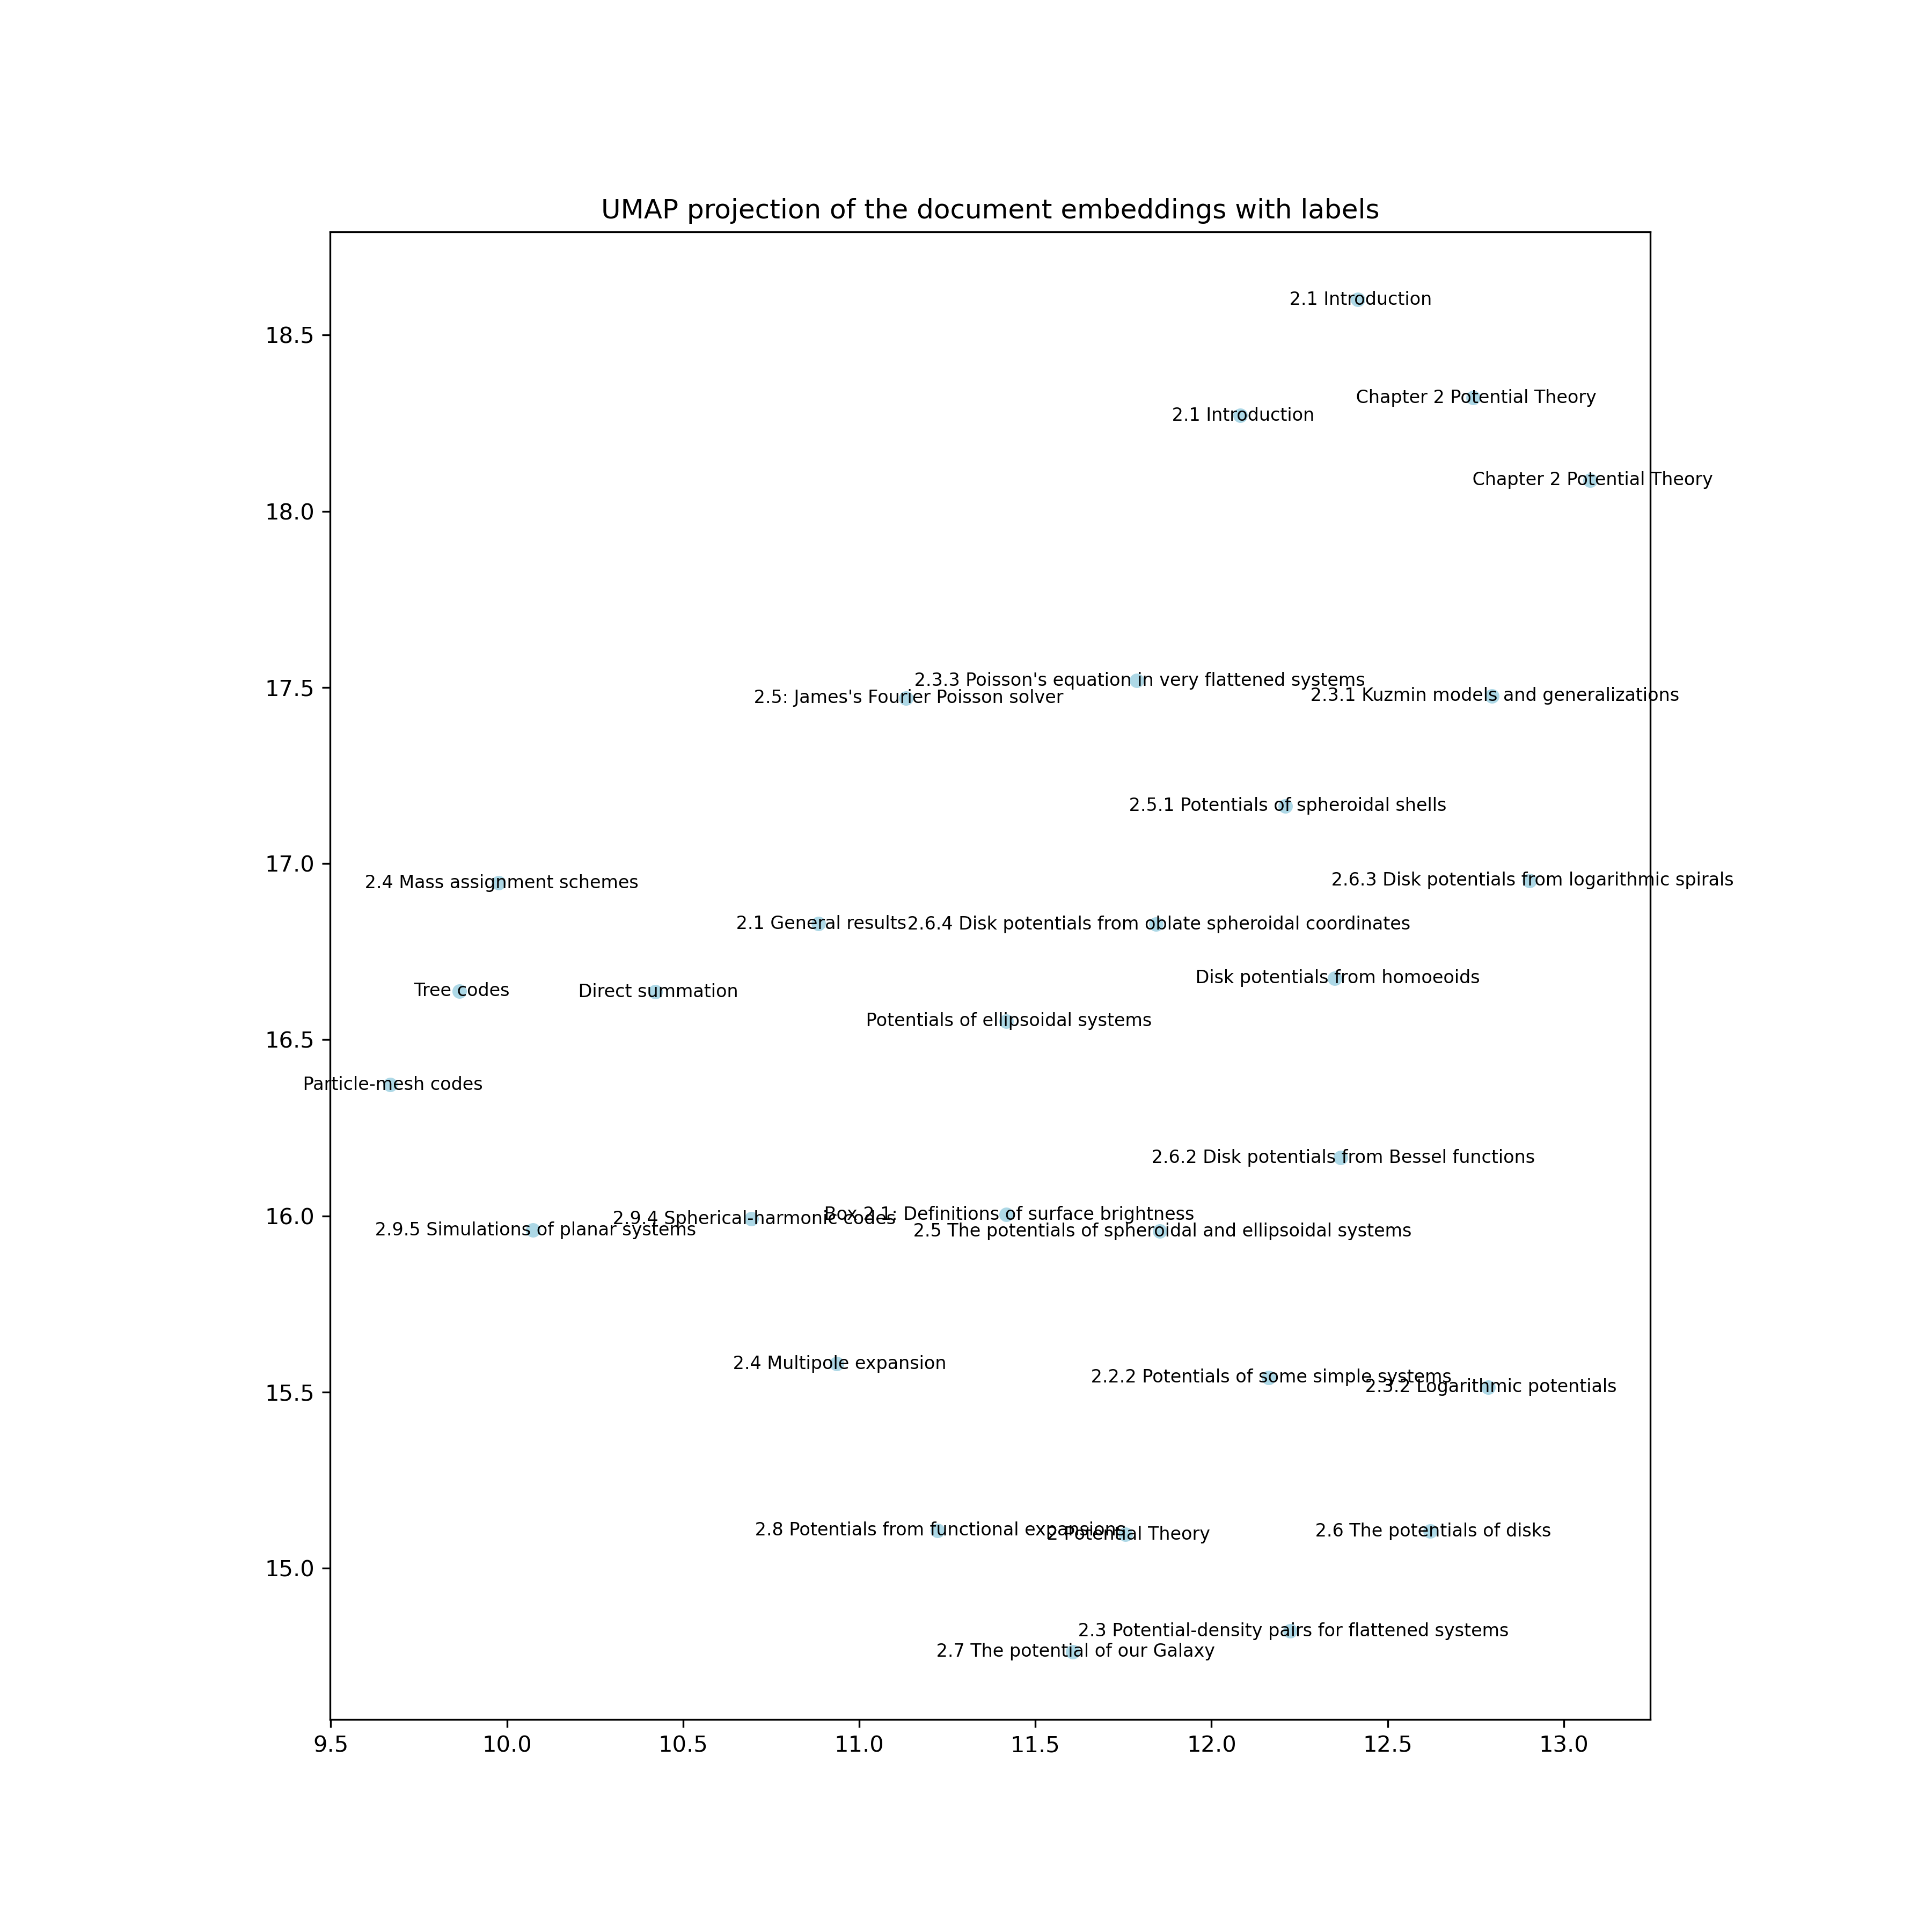 UMAP projection of the document embeddings with labels
2.1 Introduction
Chapter 2 Potential Theory
2.1 Introduction
Chapter 2 Potential Theory
2.3.3 Poisson's equation in very flattened systems
2.5: James's Fourier Poisson solver
2.3.1 Kuzmin models and generalizations
2.5.1 Potentials of spheroidal shells
2.4 Mass assignment schemes
2.6.3 Disk potentials from logarithmic spirals
2.1 General results
2.6.4 Disk potentials from oblate spheroidal coordinates
Disk potentials from homoeoids
Tree codes
Direct summation
Potentials of ellipsoidal systems
Particle-mesh codes
2.6.2 Disk potentials from Bessel functions
2.9.4 Spherical-harmonic codes
Box 2.1: Definitions of surface brightness
2.9.5 Simulations of planar systems
2.5 The potentials of spheroidal and ellipsoidal systems
2.4 Multipole expansion
2.2.2 Potentials of some simple systems
2.3.2 Logarithmic potentials
2.8 Potentials from functional expansions
2 Potential Theory
2.6 The potentials of disks
2.3 Potential-density pairs for flattened systems
2.7 The potential of our Galaxy
18.5
18.0
17.5
17.0
16.5
16.0
15.5
15.0
9.5 10.0 10.5 11.0 11.5 12.0 12.5 13.0